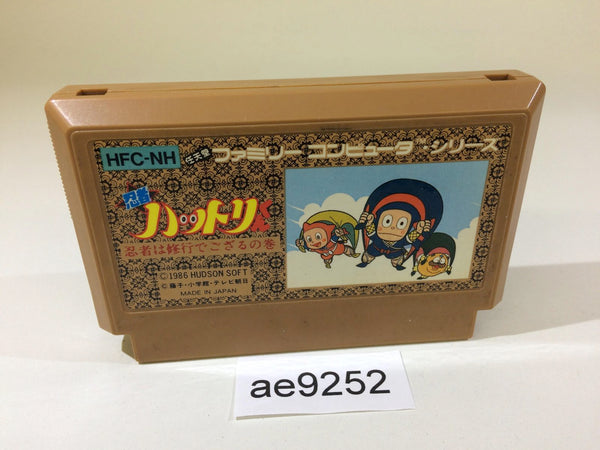 HFC-NH
任天堂 ファミリーコンピュータ・シリーズ
忍者
ハットリくん
忍者は修行でござるの巻
©1986 HUDSON SOFT
©藤子・小学館・テレビ朝日
MADE IN JAPAN
ae9252